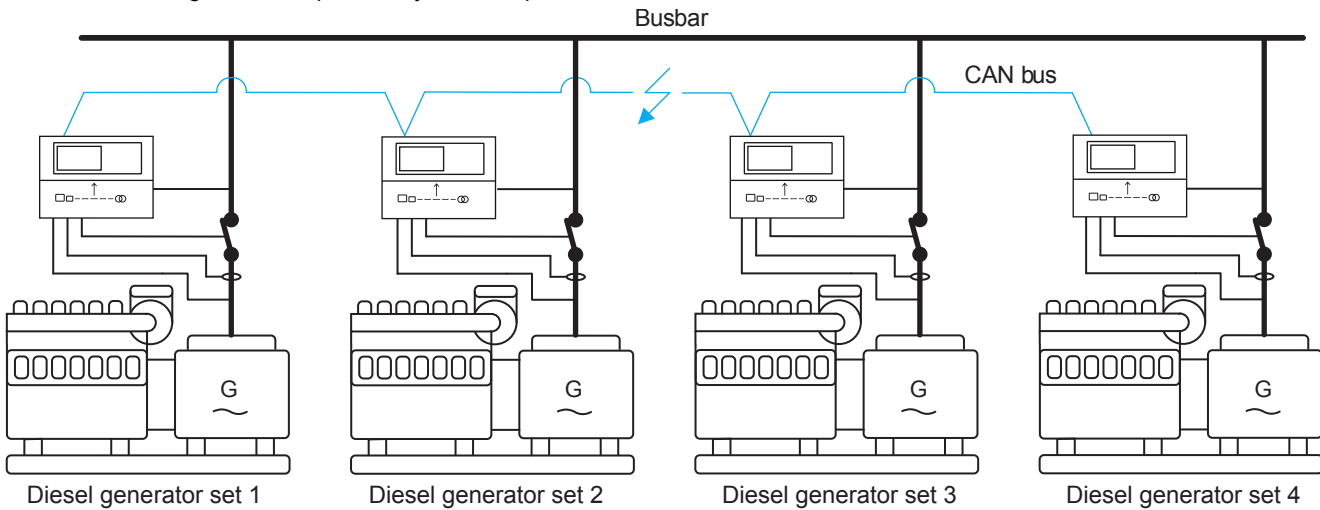 Busbar
CAN bus
G
G
G
G
Diesel generator set 1
Diesel generator set 2
Diesel generator set 3
Diesel generator set 4